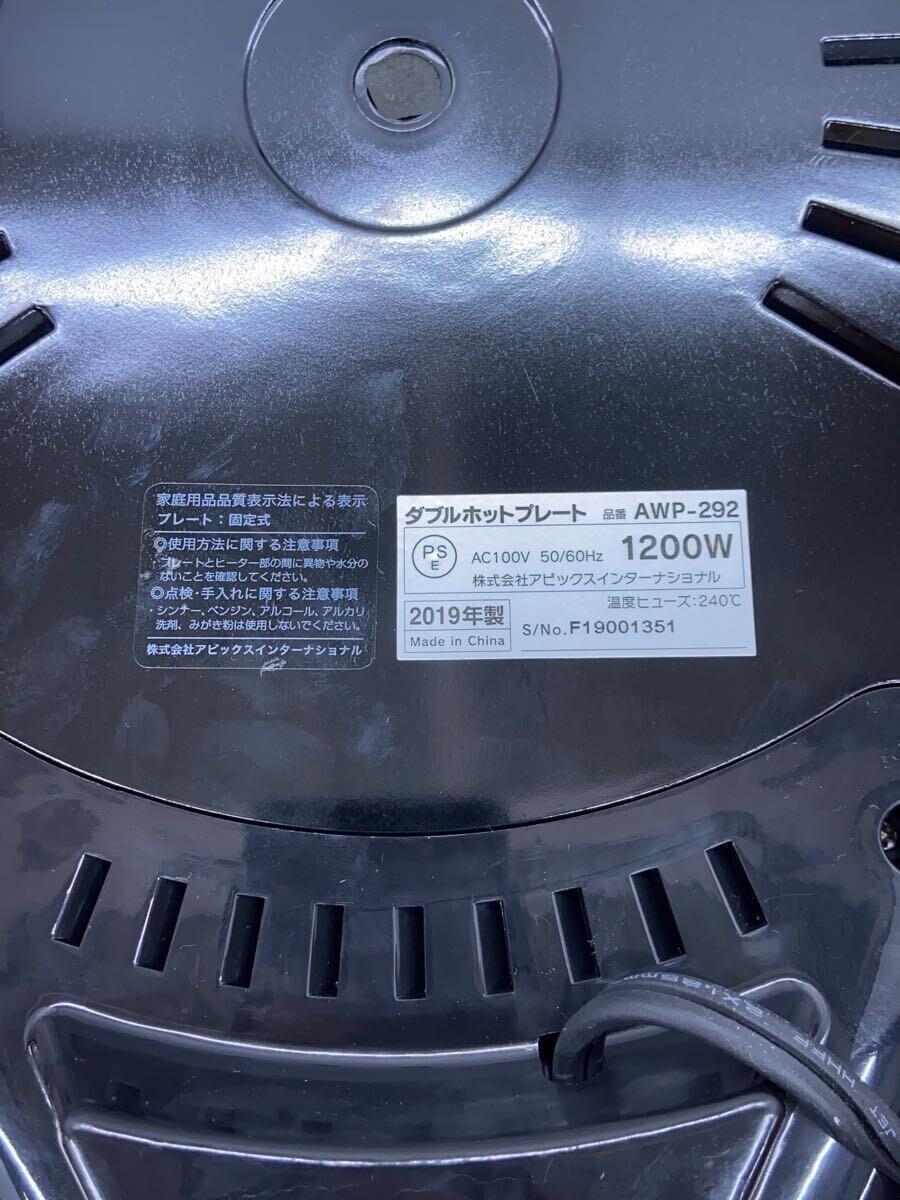 家庭用品品質表示法による表示
プレート:固定式
◎使用方法に関する注意事項
・プレートとヒーター部の間に異物や水分の
ないことを確認してください。
◎点検・手入れに関する注意事項
・シンナー、ベンジン、アルコール、アルカリ
洗剤、みがき粉は使用しないでください。
株式会社アピックスインターナショナル
ダブルホットプレート 品番 AWP-292
PS
E
AC100V 50/60Hz 1200W
株式会社アピックスインターナショナル
2019年製
Made in China
温度ヒューズ:240℃
S/No.F19001351
JET HHFF 2X1.25mm